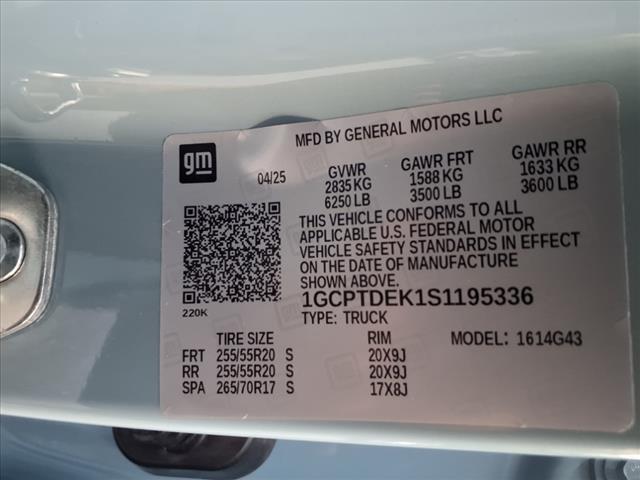 MFD BY GENERAL MOTORS LLC
gm
04/25
GVWR GAWR FRT GAWR RR
2835 KG 1588 KG 1633 KG
6250 LB 3500 LB 3600 LB
THIS VEHICLE CONFORMS TO ALL
APPLICABLE U.S. FEDERAL MOTOR
VEHICLE SAFETY STANDARDS IN EFFECT
ON THE DATE OF MANUFACTURE
SHOWN ABOVE.
220K
1GCPTDEK1S1195336
TYPE: TRUCK
MODEL: 1614G43
TIRE SIZE RIM
FRT 255/55R20 S 20X9J
RR 255/55R20 S 20X9J
SPA 265/70R17 S 17X8J